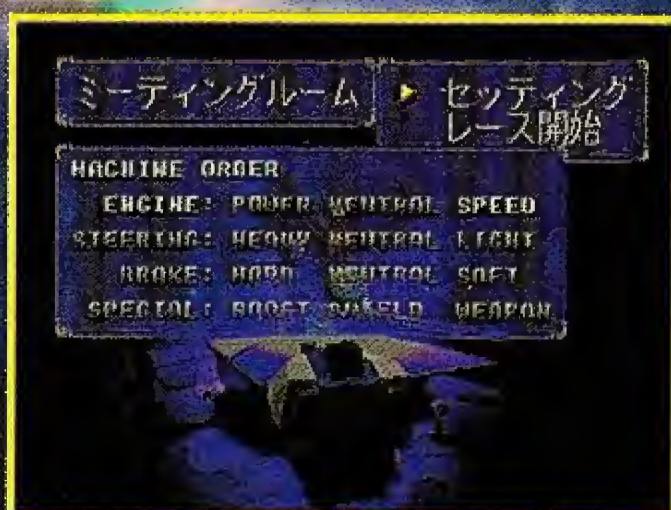 ミーティングルーム
セッティング
レース開始
MACHINE ORDER
ENGINE: POWER NEUTRAL SPEED
STEERING: HEAVY NEUTRAL LIGHT
BRAKE: HARD NEUTRAL SOFT
SPECIAL: BOOST SHIELD WEAPON